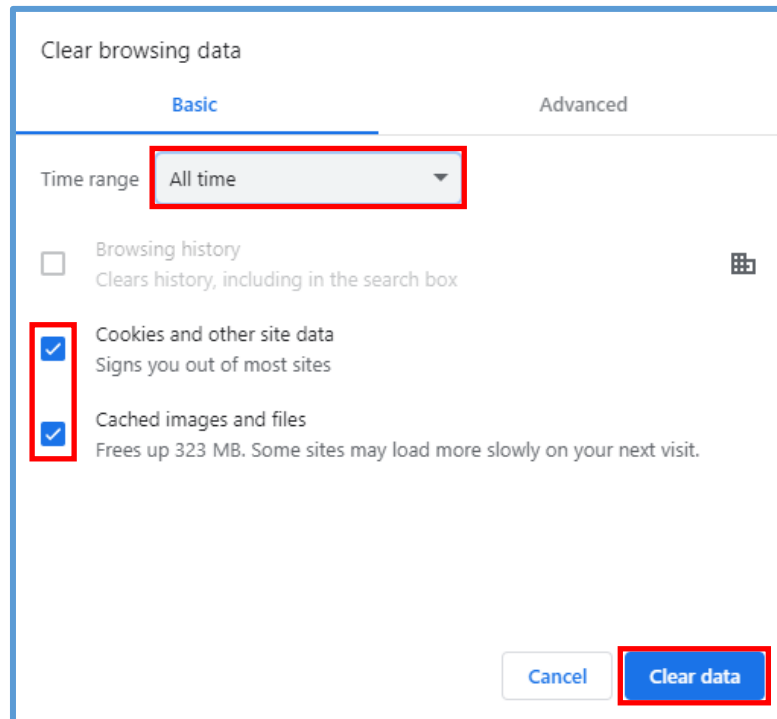 Clear browsing data
Basic
Advanced
Time range
All time
Browsing history
Clears history, including in the search box
Cookies and other site data
Signs you out of most sites
Cached images and files
Frees up 323 MB. Some sites may load more slowly on your next visit.
Cancel
Clear data